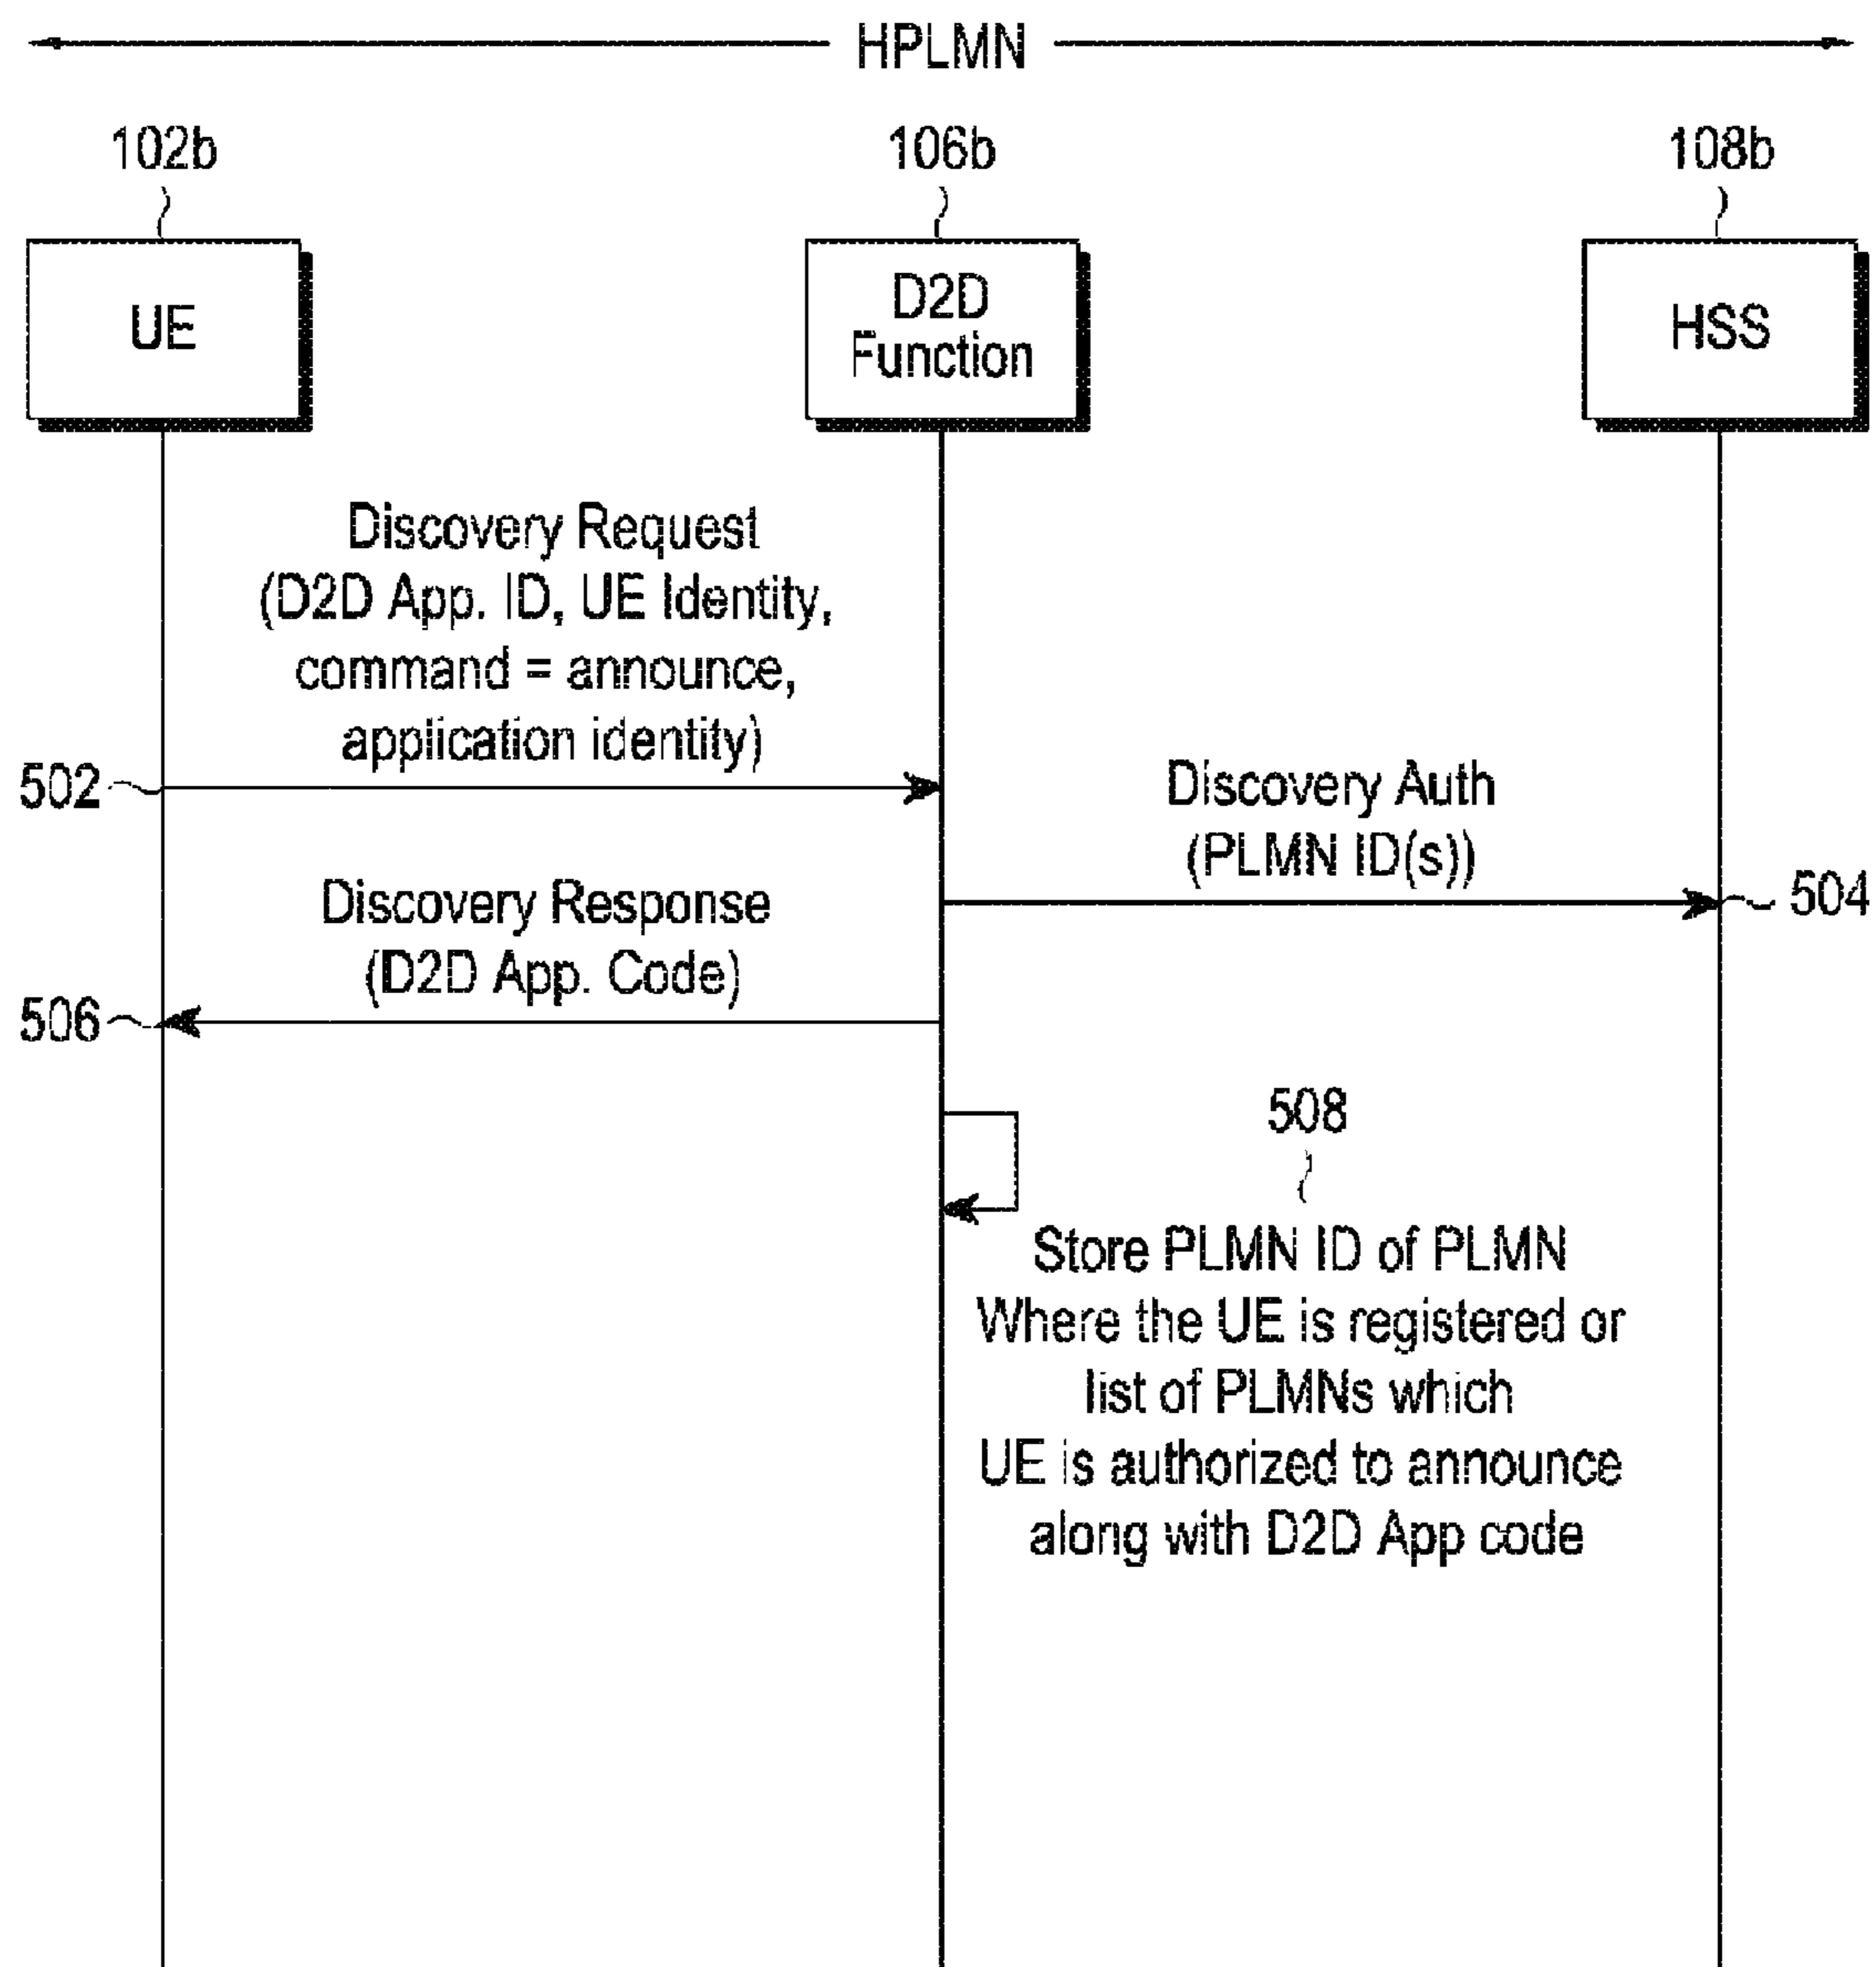 HPLMN
102b
106b
108b
UE
D2D
Function
HSS
Discovery Request
(D2D App. ID, UE Identity,
command = announce,
application identity)
502
Discovery Auth
(PLMN ID(s))
504
Discovery Response
(D2D App. Code)
506
508
Store PLMN ID of PLMN
Where the UE is registered or
list of PLMNs which
UE is authorized to announce
along with D2D App code